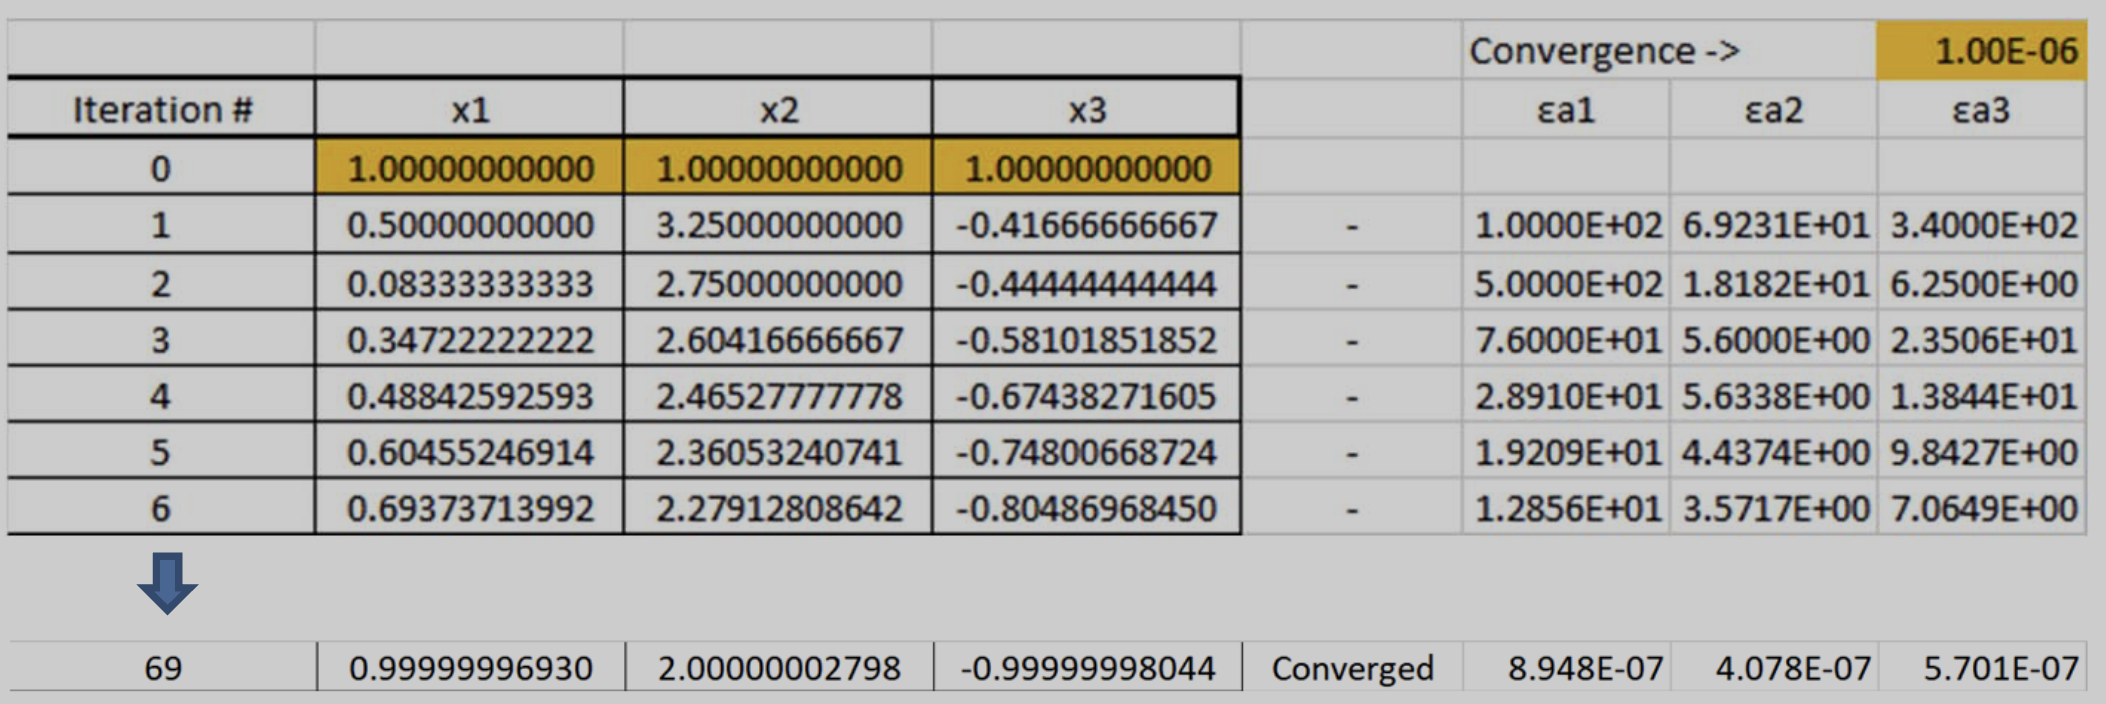 Convergence -> 1.00E-06
Iteration # x1 x2 x3 εa1 εa2 εa3
0 1.00000000000 1.00000000000 1.00000000000
1 0.50000000000 3.25000000000 -0.41666666667 - 1.0000E+02 6.9231E+01 3.4000E+02
2 0.08333333333 2.75000000000 -0.44444444444 - 5.0000E+02 1.8182E+01 6.2500E+00
3 0.34722222222 2.60416666667 -0.58101851852 - 7.6000E+01 5.6000E+00 2.3506E+01
4 0.48842592593 2.46527777778 -0.67438271605 - 2.8910E+01 5.6338E+00 1.3844E+01
5 0.60455246914 2.36053240741 -0.74800668724 - 1.9209E+01 4.4374E+00 9.8427E+00
6 0.69373713992 2.27912808642 -0.80486968450 - 1.2856E+01 3.5717E+00 7.0649E+00
69 0.99999996930 2.00000002798 -0.99999998044 Converged 8.948E-07 4.078E-07 5.701E-07